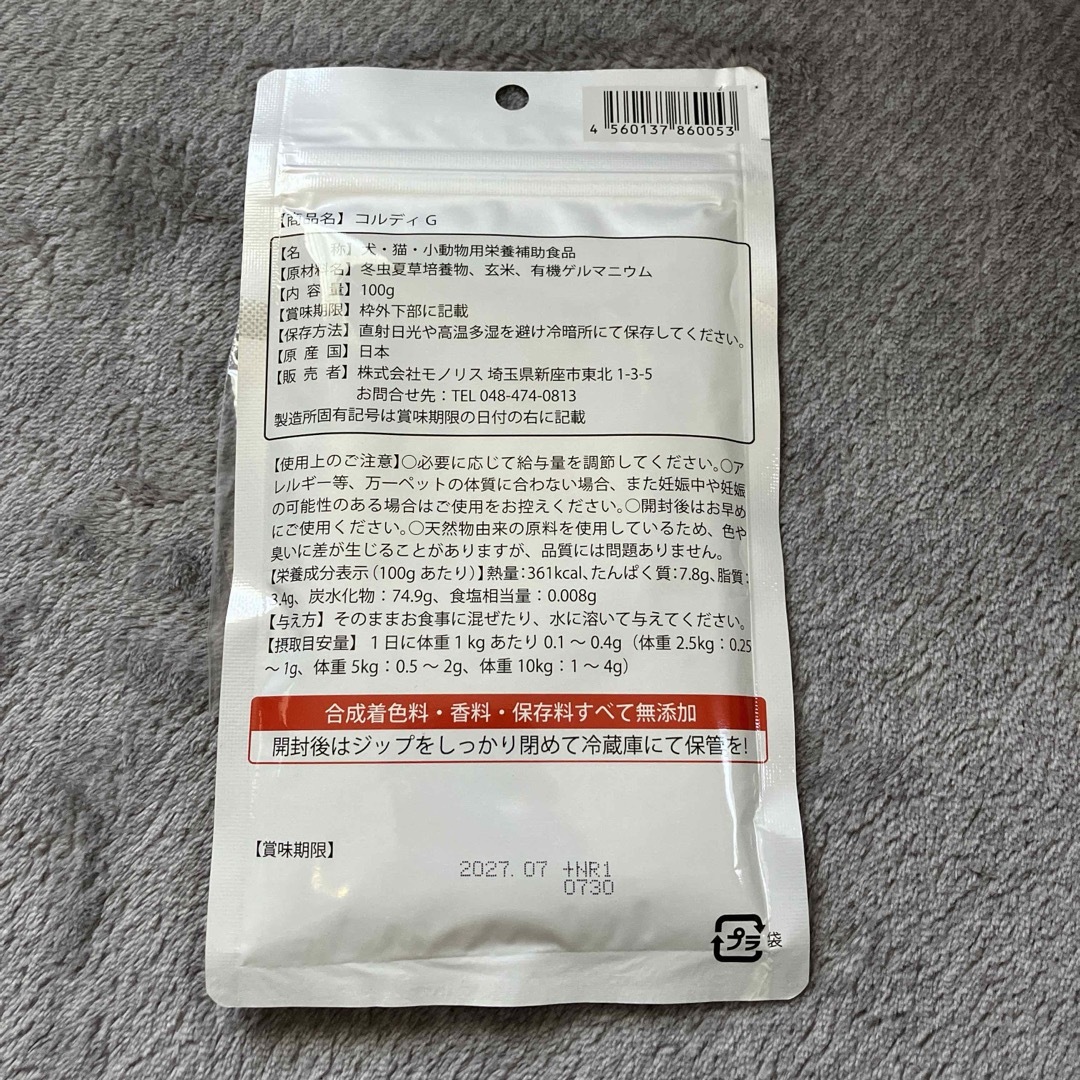 4 560137 860053
【商品名】コルディ G
【名 称】犬・猫・小動物用栄養補助食品
【原材料名】冬虫夏草培養物、玄米、有機ゲルマニウム
【内 容 量】100g
【賞味期限】枠外下部に記載
【保存方法】直射日光や高温多湿を避け冷暗所にて保存してください。
【原 産 国】日本
【販 売 者】株式会社モノリス 埼玉県新座市東北 1-3-5
お問合せ先：TEL 048-474-0813
製造所固有記号は賞味期限の日付の右に記載
【使用上のご注意】○必要に応じて給与量を調節してください。○ア
レルギー等、万一ペットの体質に合わない場合、また妊娠中や妊娠
の可能性のある場合はご使用をお控えください。○開封後はお早め
にご使用ください。○天然物由来の原料を使用しているため、色や
臭いに差が生じることがありますが、品質には問題ありません。
【栄養成分表示（100g あたり）】熱量：361kcal、たんぱく質：7.8g、脂質：
3.4g、炭水化物：74.9g、食塩相当量：0.008g
【与え方】そのままお食事に混ぜたり、水に溶いて与えてください。
【摂取目安量】 1 日に体重 1 kg あたり 0.1 〜 0.4g（体重 2.5kg：0.25
〜 1g、体重 5kg：0.5 〜 2g、体重 10kg：1 〜 4g）
合成着色料・香料・保存料すべて無添加
開封後はジップをしっかり閉めて冷蔵庫にて保管を!
【賞味期限】
2027.07 +NR1
0730
プラ 袋